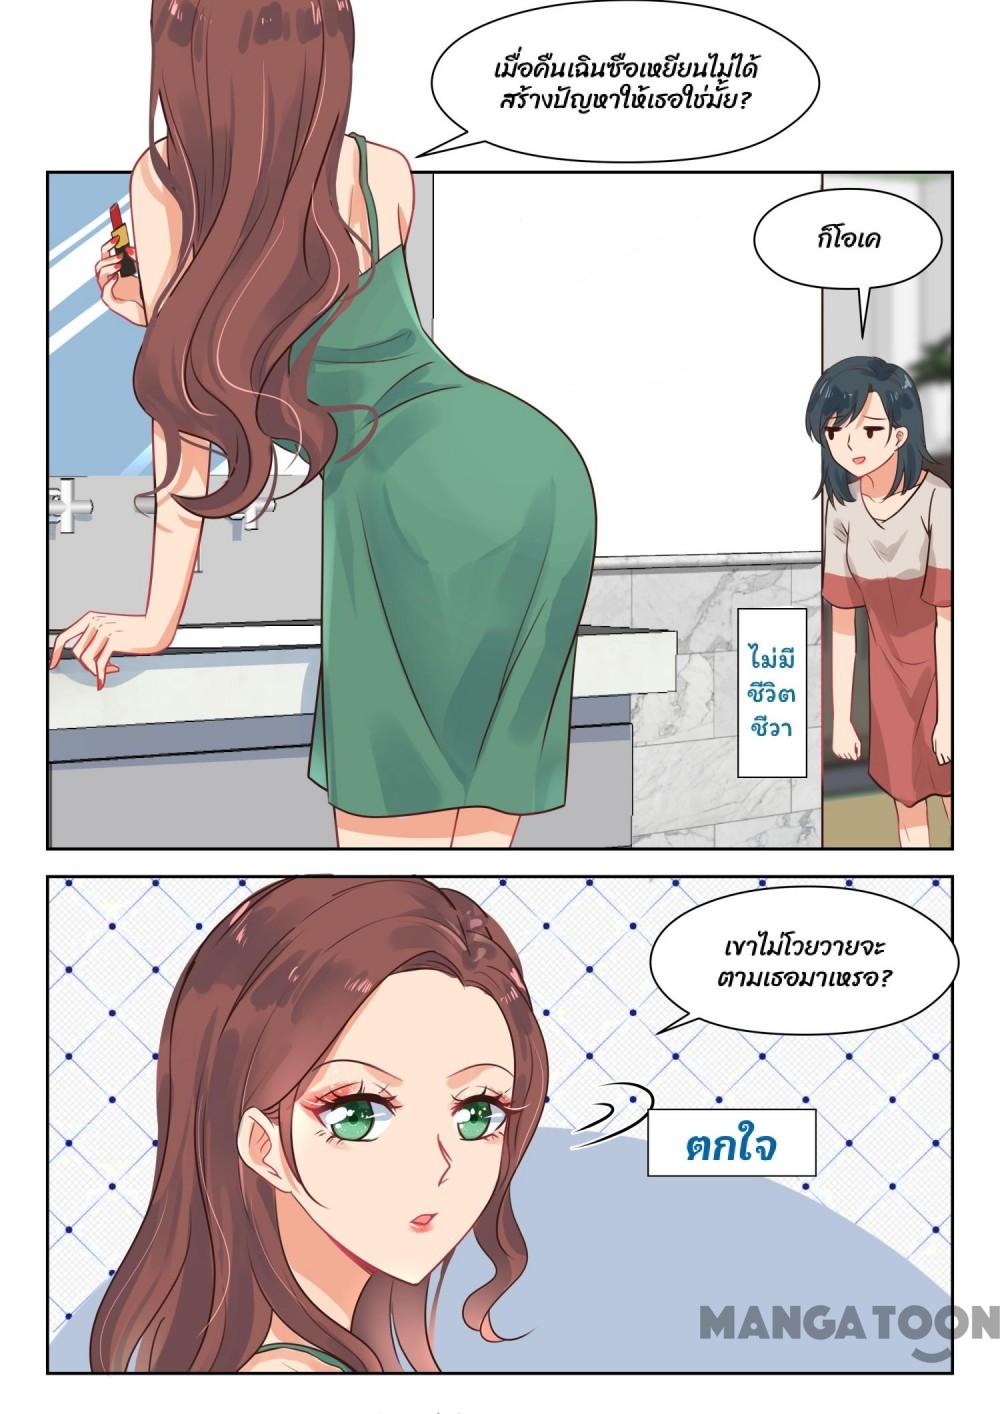 เมื่อคืนเฉินซือเหยียนไม่ได้
สร้างปัญหาให้เธอใช่มั้ย?
ก็โอเค
ไม่มี
ชีวิต
ชีวา
เขาไม่โวยวายจะ
ตามเธอมาเหรอ?
ตกใจ
MANGATOON